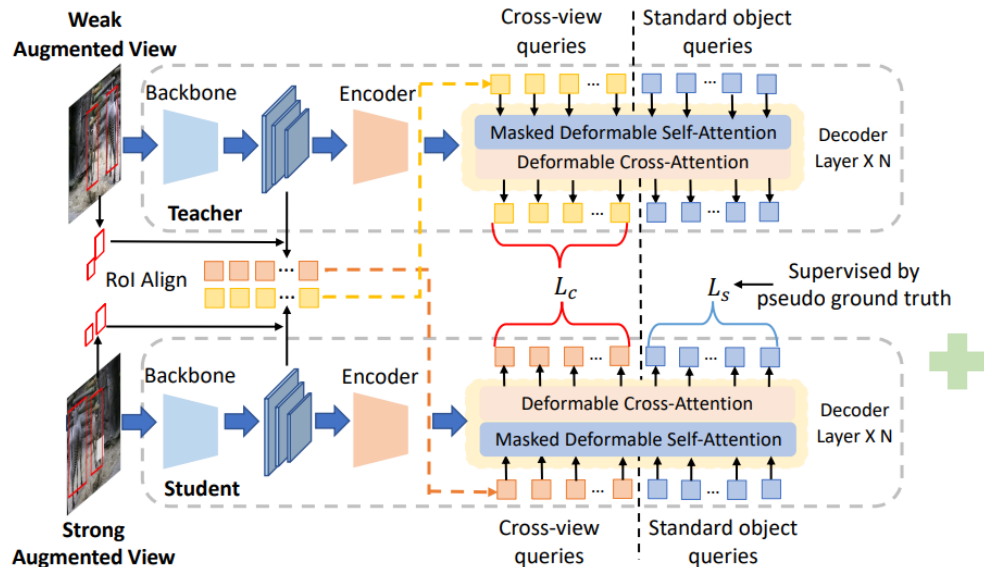 Weak
Augmented View
Cross-view
queries
Standard object
queries
Backbone
Encoder
...
...
Masked Deformable Self-Attention
Deformable Cross-Attention
Decoder
Layer X N
Teacher
...
...
RoI Align
...
...
L_c
L_s
Supervised by
pseudo ground truth
Backbone
Encoder
...
...
Deformable Cross-Attention
Masked Deformable Self-Attention
Decoder
Layer X N
Student
...
...
Strong
Augmented View
Cross-view
queries
Standard object
queries